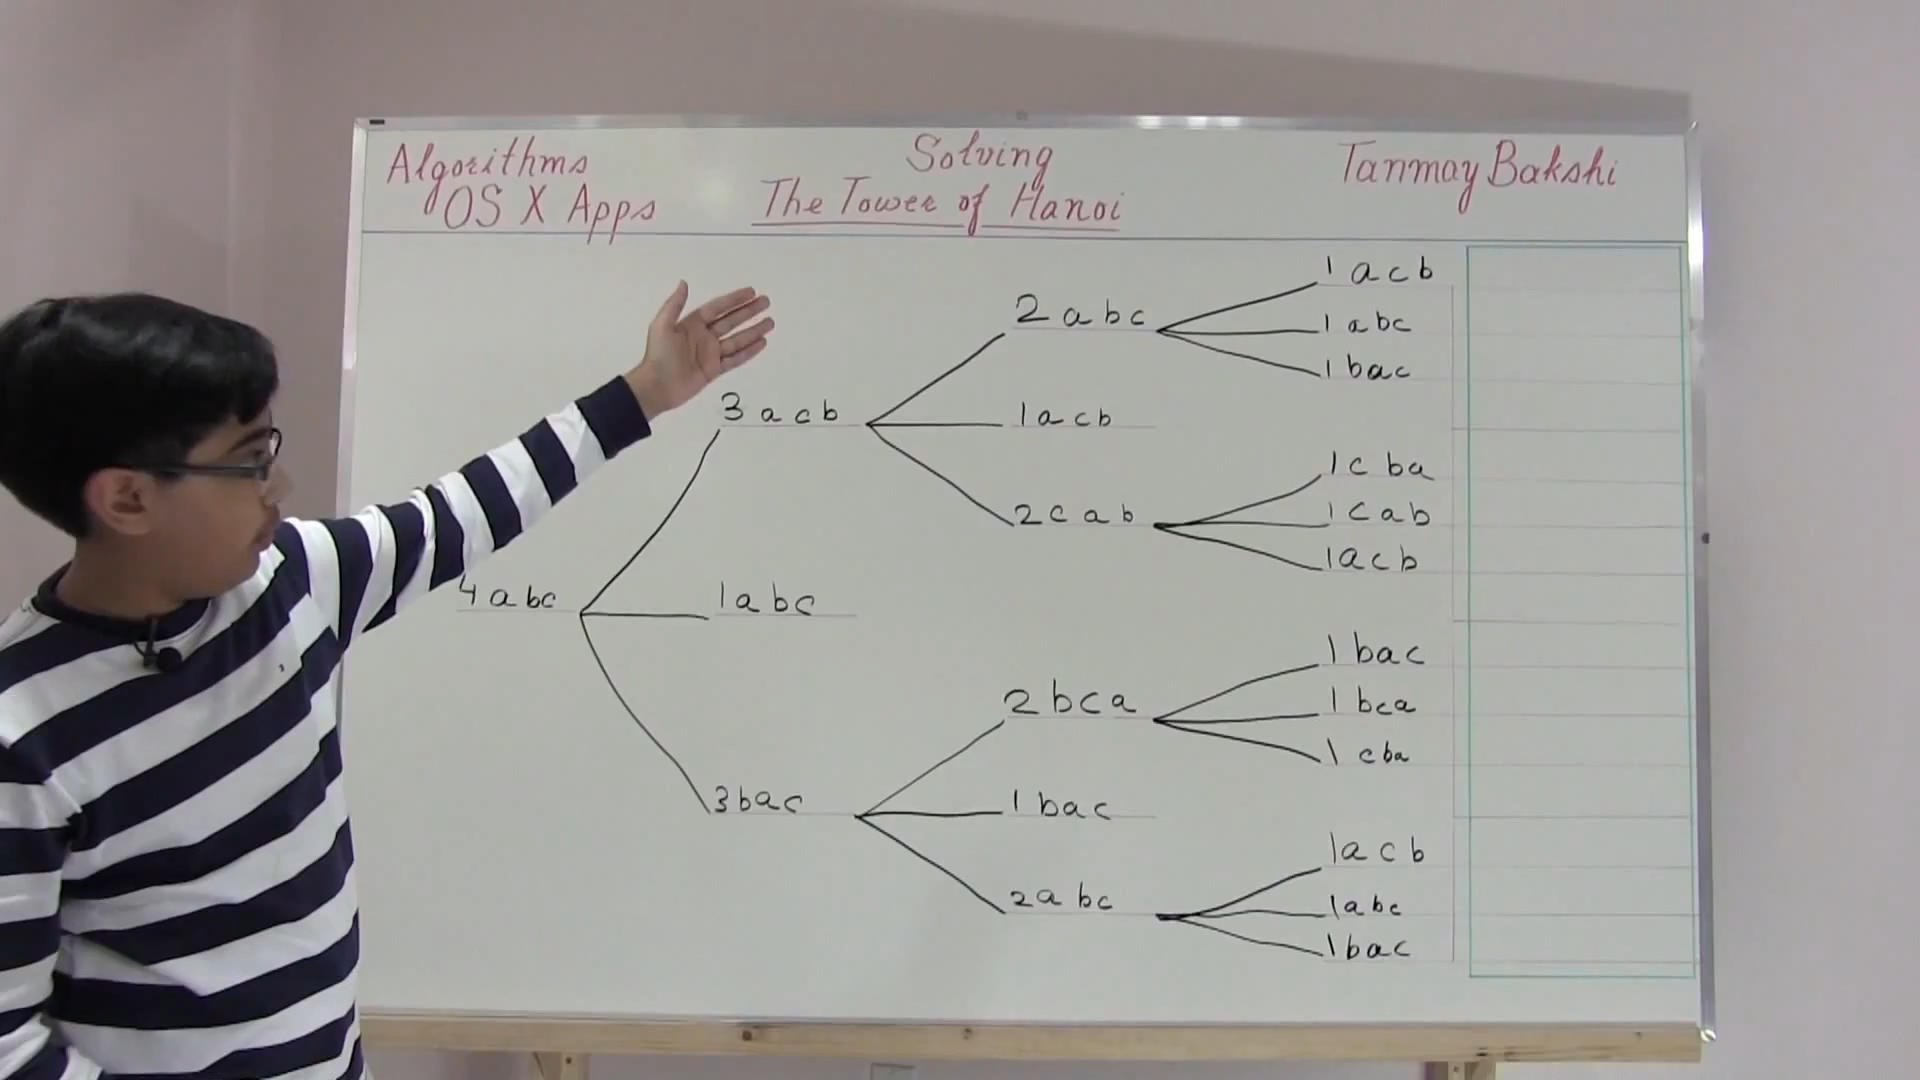 Algorithms
OS X Apps
Solving
The Tower of Hanoi
Tanmay Bakshi
1 a c b
2 a b c
1 a b c
1 b a c
3 a c b
1 a c b
1 c b a
2 c a b
1 c a b
1 a c b
4 a b c
1 a b c
1 b a c
2 b c a
1 b c a
1 c b a
3 b a c
1 b a c
1 a c b
2 a b c
1 a b c
1 b a c